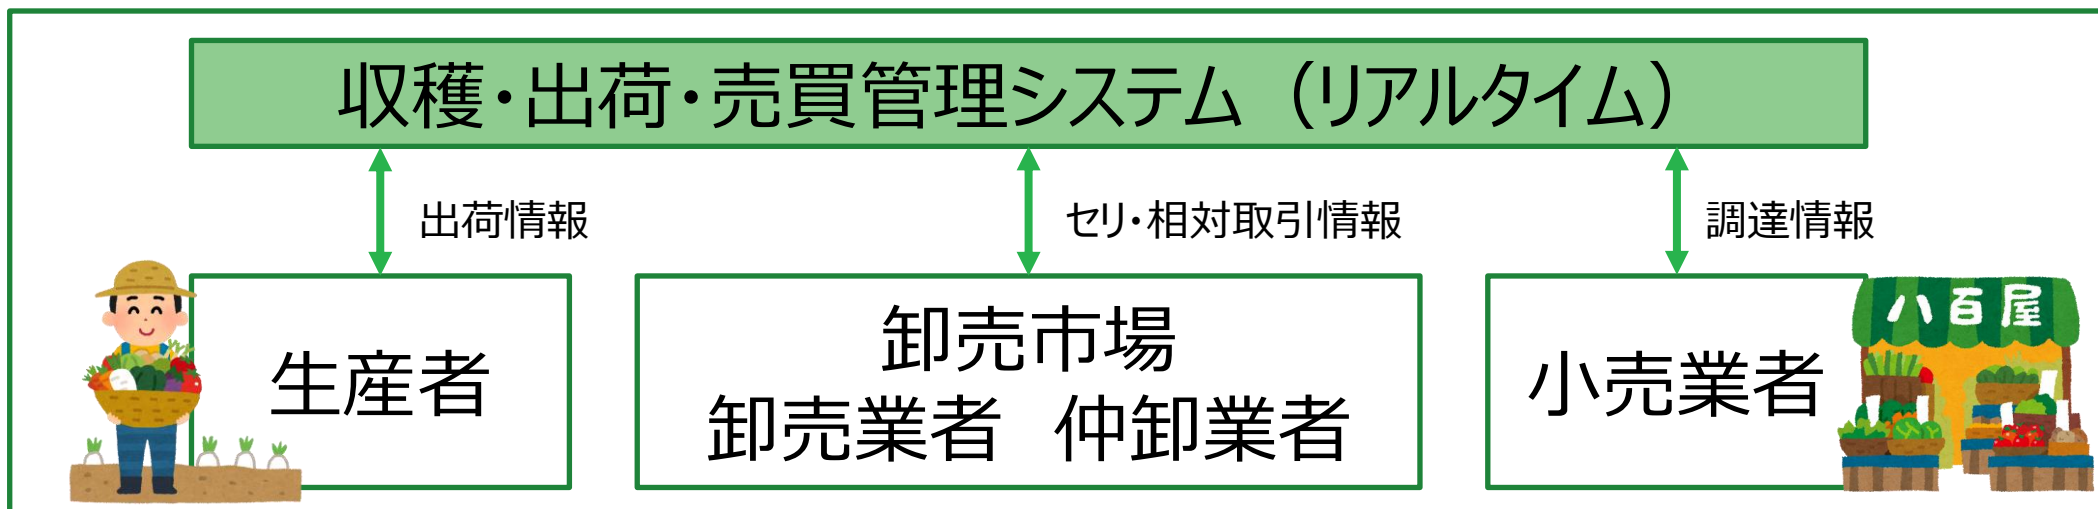 収穫・出荷・売買管理システム（リアルタイム）
出荷情報
セリ・相対取引情報
調達情報
生産者
卸売市場
卸売業者　仲卸業者
小売業者
八百屋